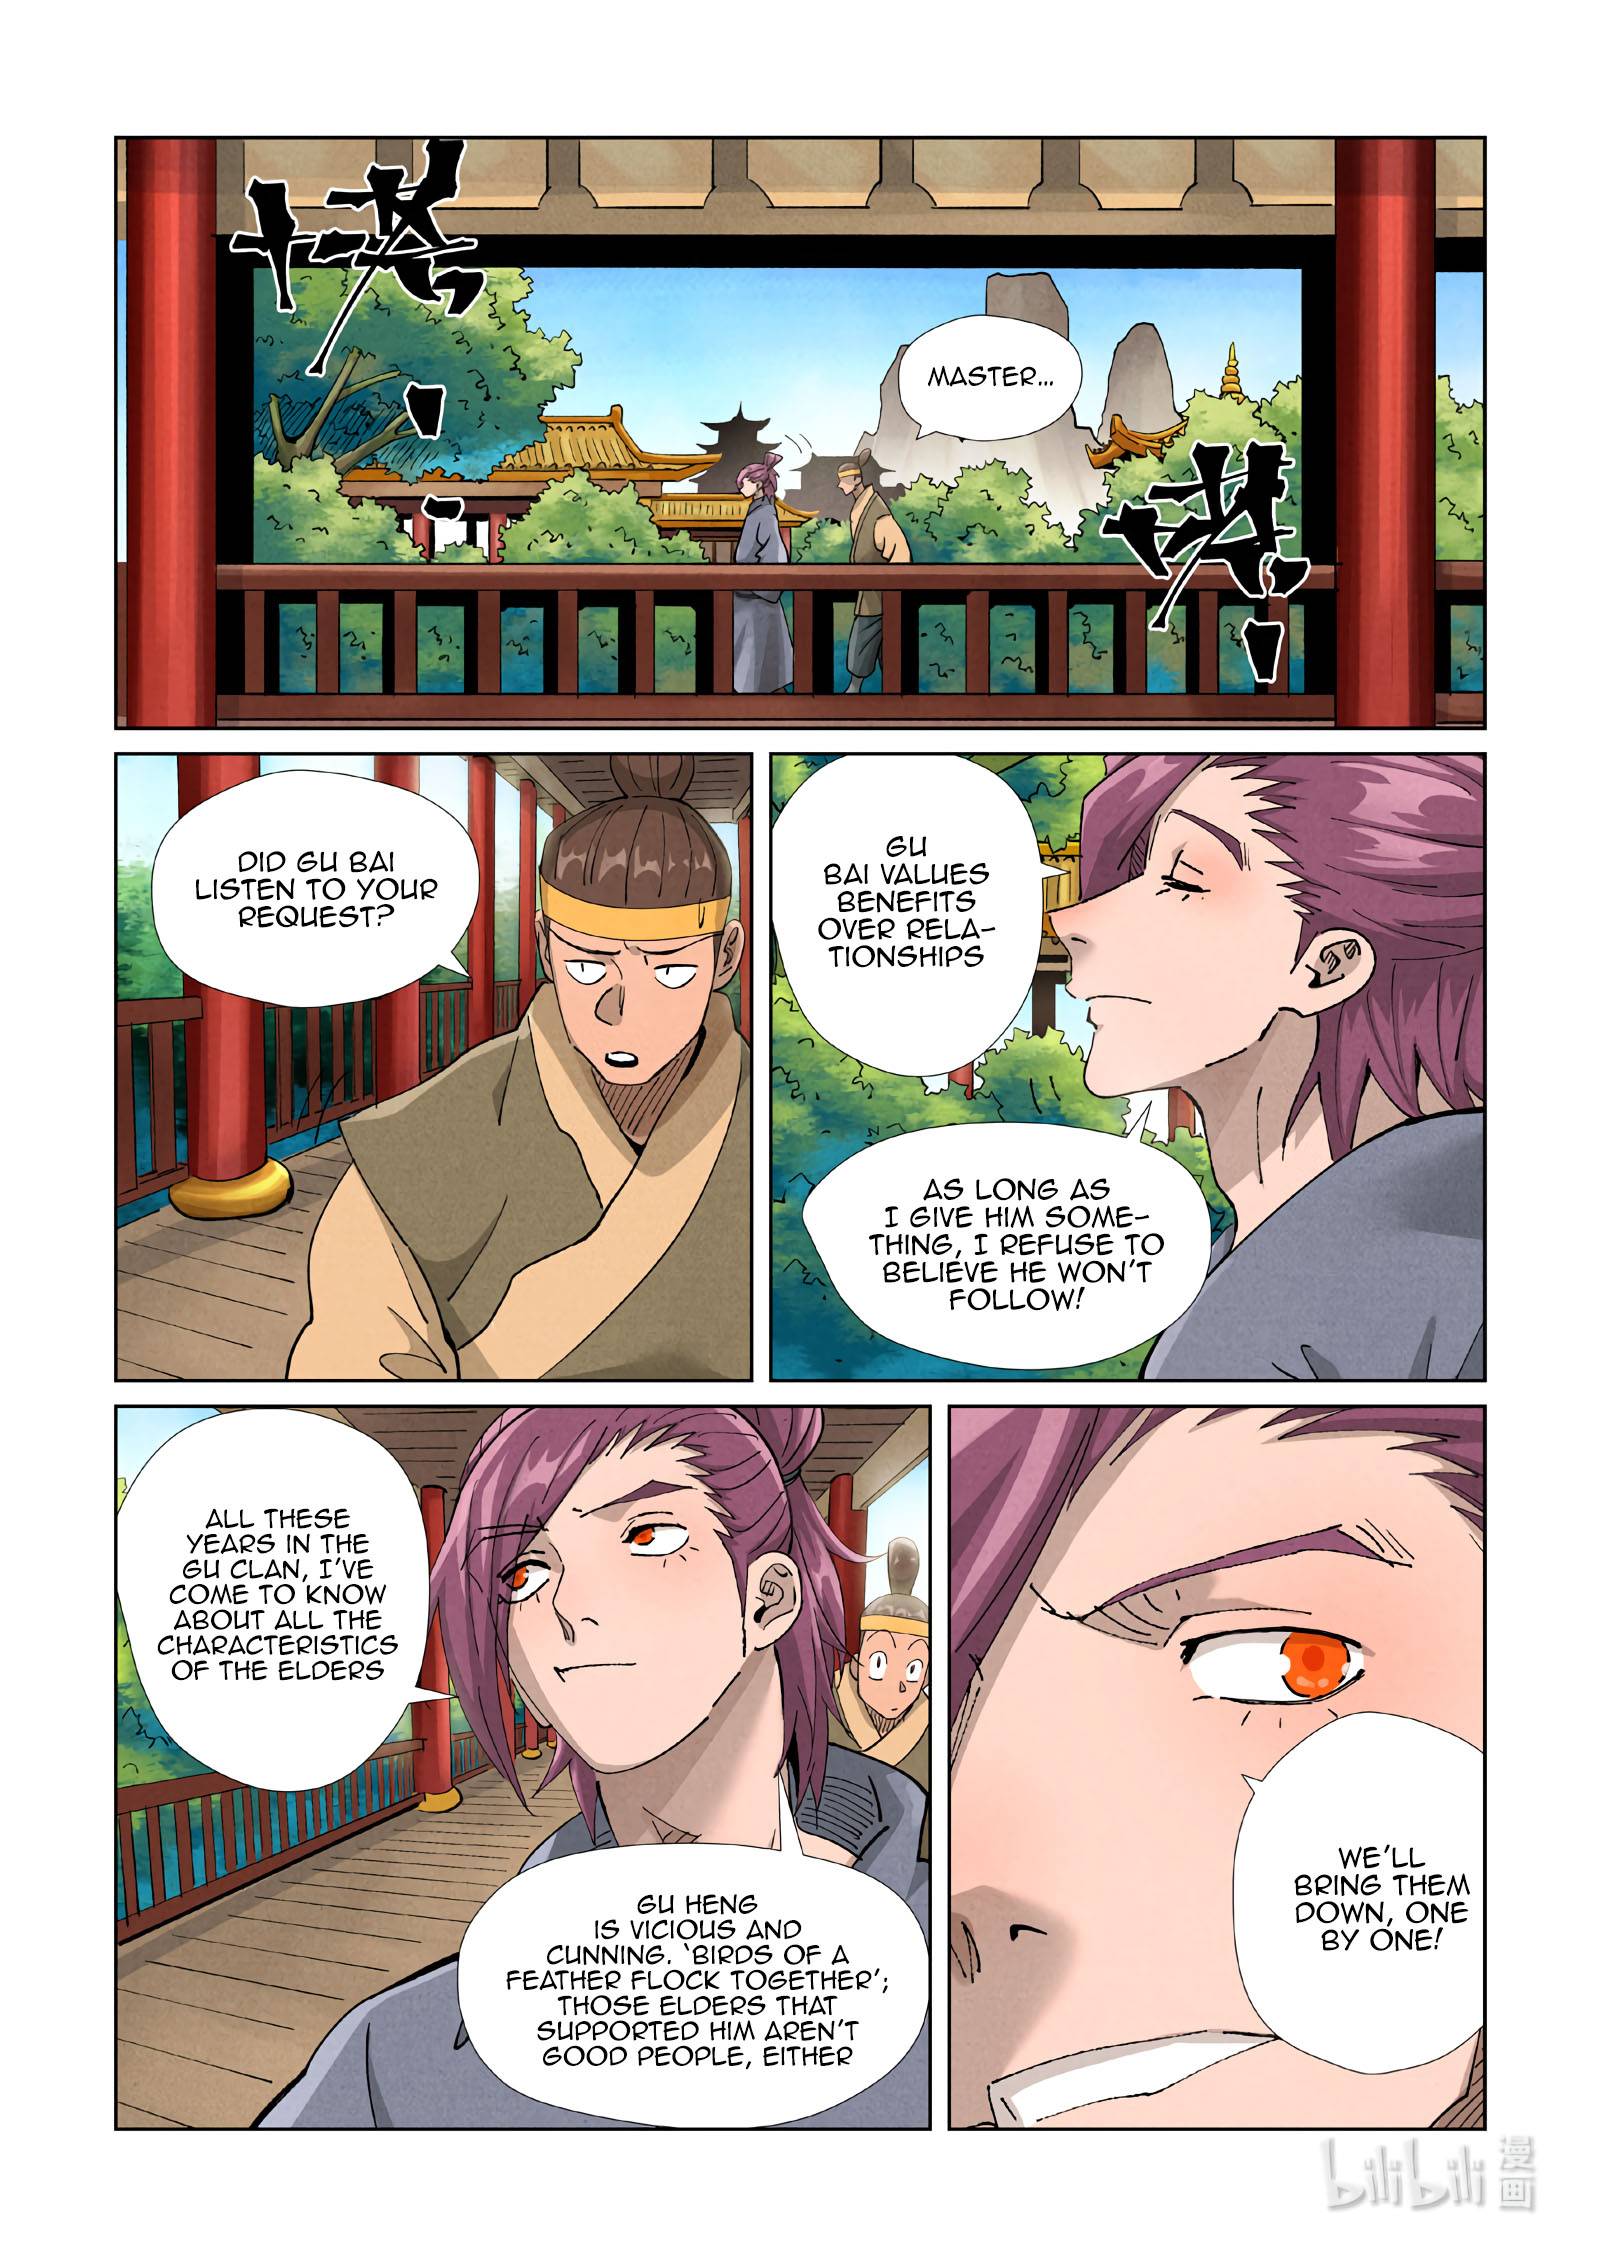 嗒
嗒
MASTER...
DID GU BAI
LISTEN TO YOUR
REQUEST?
GU
BAI VALUES
BENEFITS
OVER RELA-
TIONSHIPS
AS LONG AS
I GIVE HIM SOME-
THING, I REFUSE TO
BELIEVE HE WON'T
FOLLOW!
ALL THESE
YEARS IN THE
GU CLAN, I'VE
COME TO KNOW
ABOUT ALL THE
CHARACTERISTICS
OF THE ELDERS
GU HENG
IS VICIOUS AND
CUNNING. 'BIRDS OF A
FEATHER FLOCK TOGETHER';
THOSE ELDERS THAT
SUPPORTED HIM AREN'T
GOOD PEOPLE, EITHER
WE'LL
BRING THEM
DOWN, ONE
BY ONE!
bilibili 漫画